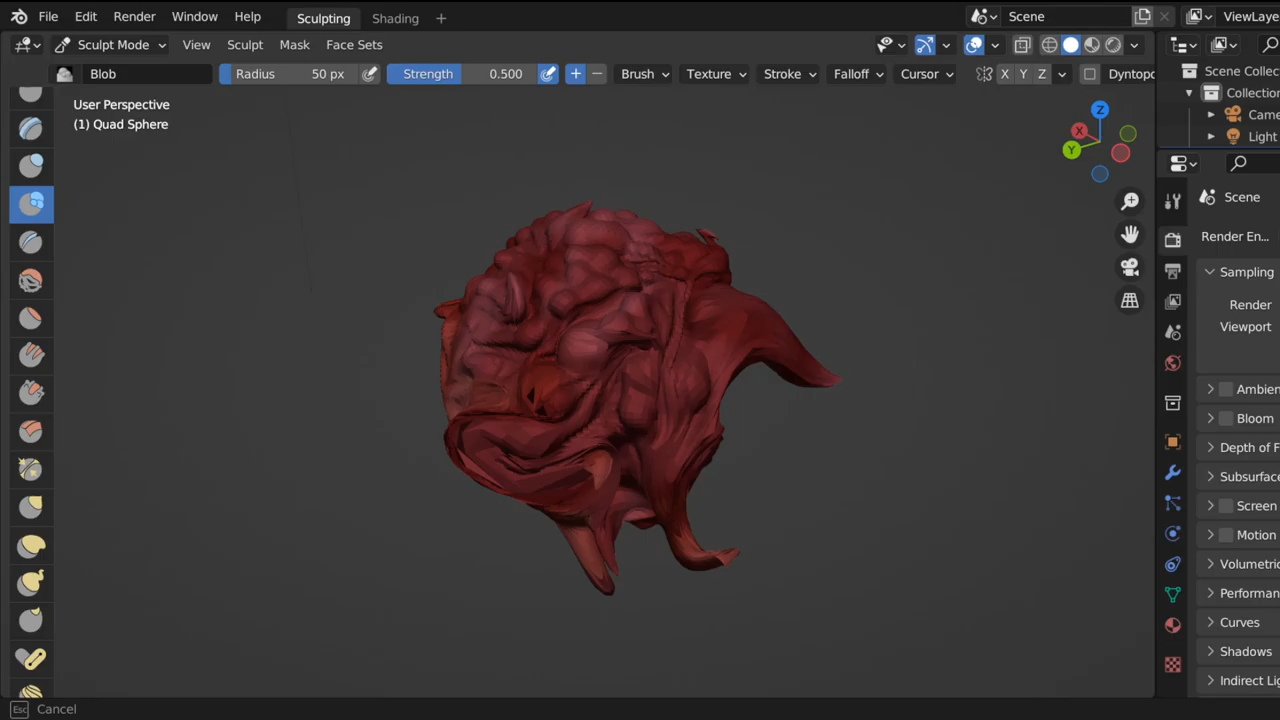 File Edit Render Window Help Sculpting Shading + Scene ViewLaye
Sculpt Mode View Sculpt Mask Face Sets
Blob Radius 50 px Strength 0.500 Brush Texture Stroke Falloff Cursor X Y Z Dyntopo
User Perspective
(1) Quad Sphere
Z
X
Y
Scene Collec
Collection
Came
Light
Scene
Render En...
Sampling
Render
Viewport
Ambien
Bloom
Depth of F
Subsurface
Screen
Motion
Volumetric
Performan
Curves
Shadows
Indirect Lig
Esc Cancel